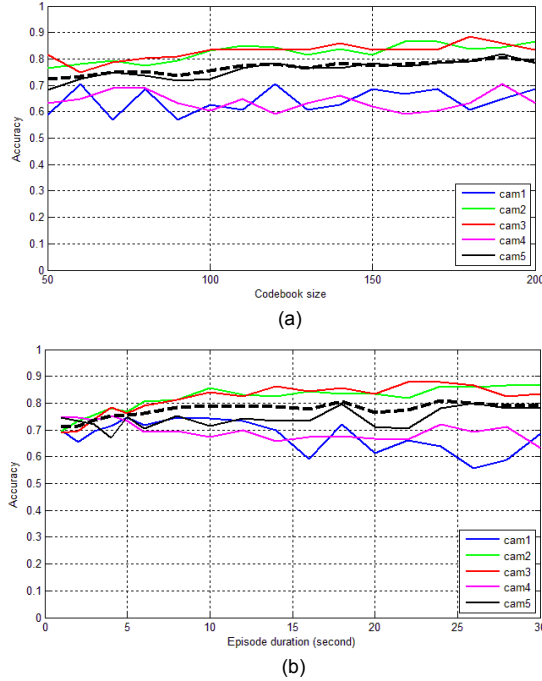 1
0.9
0.8
0.7
0.6
0.5
0.4
0.3
0.2
0.1
0
Accuracy
50 100 150 200
Codebook size
cam1
cam2
cam3
cam4
cam5
(a)
1
0.9
0.8
0.7
0.6
0.5
0.4
0.3
0.2
0.1
0
Accuracy
0 5 10 15 20 25 30
Episode duration (second)
cam1
cam2
cam3
cam4
cam5
(b)